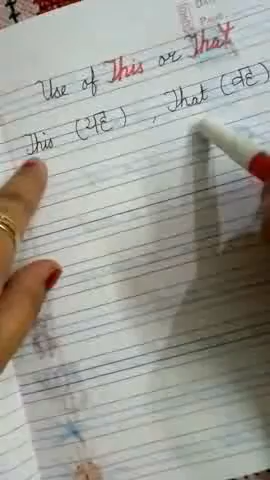 Use of This or That
This (यह) , That (वह)